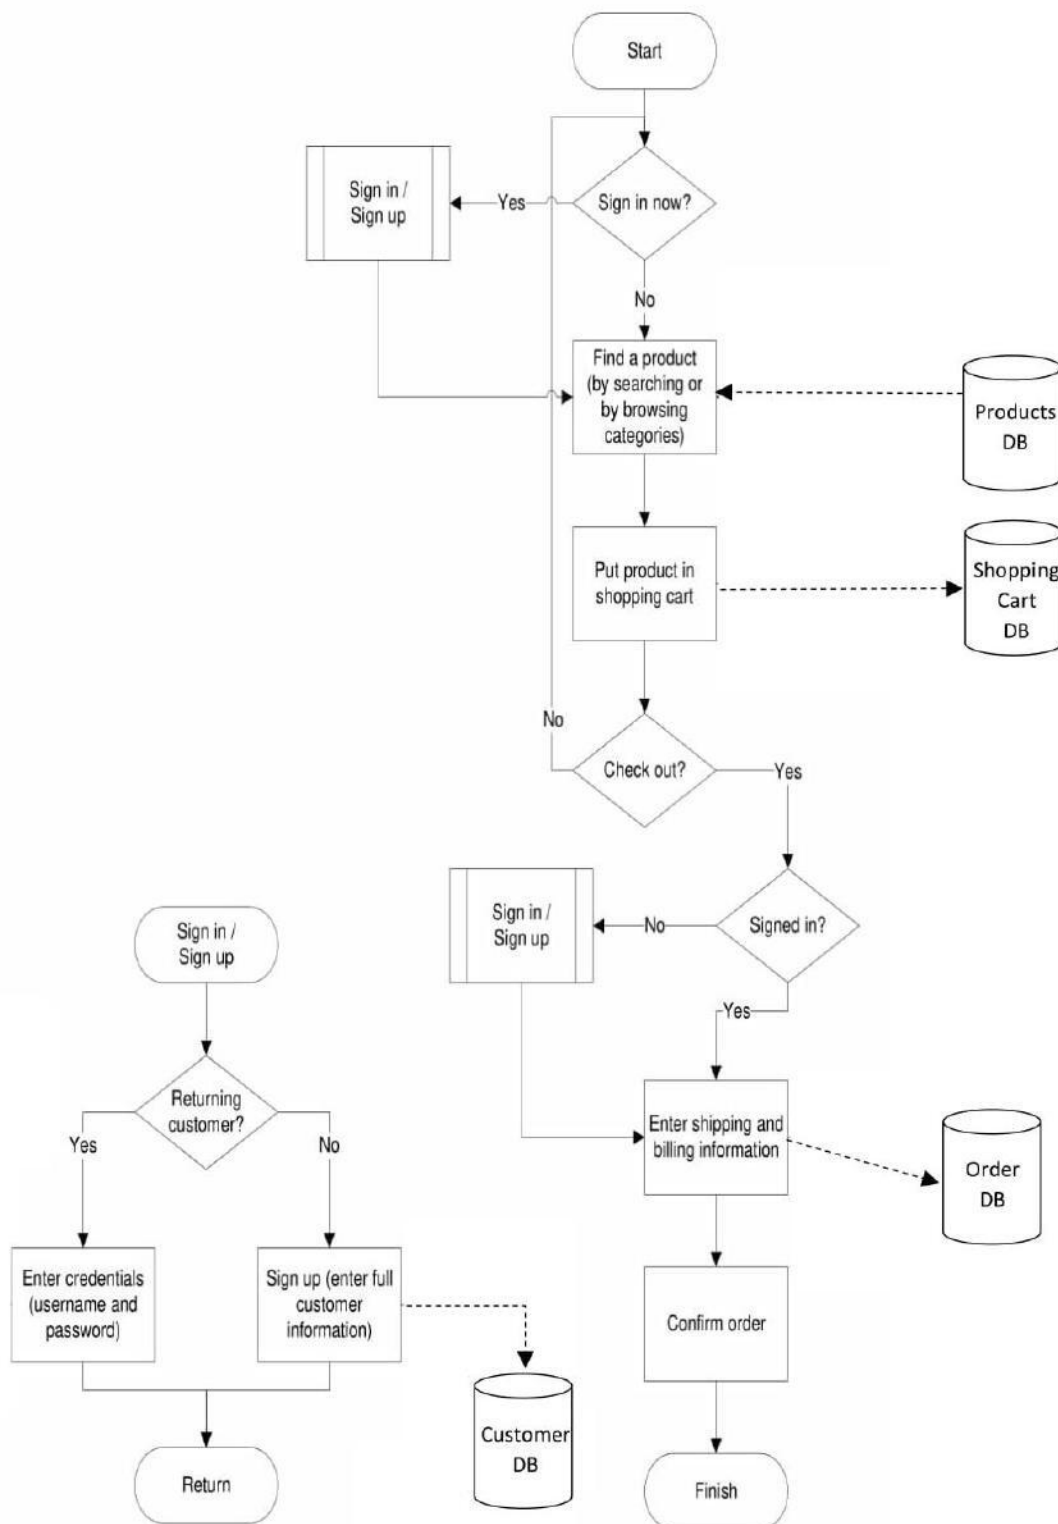 Start
Sign in /
Sign up
Yes
Sign in now?
No
Find a product
(by searching or
by browsing
categories)
Products
DB
Put product in
shopping cart
Shopping
Cart
DB
No
Check out?
Yes
Sign in /
Sign up
No
Signed in?
Yes
Enter shipping and
billing information
Order
DB
Confirm order
Finish
Sign in /
Sign up
Returning
customer?
Yes
No
Enter credentials
(username and
password)
Sign up (enter full
customer
information)
Customer
DB
Return